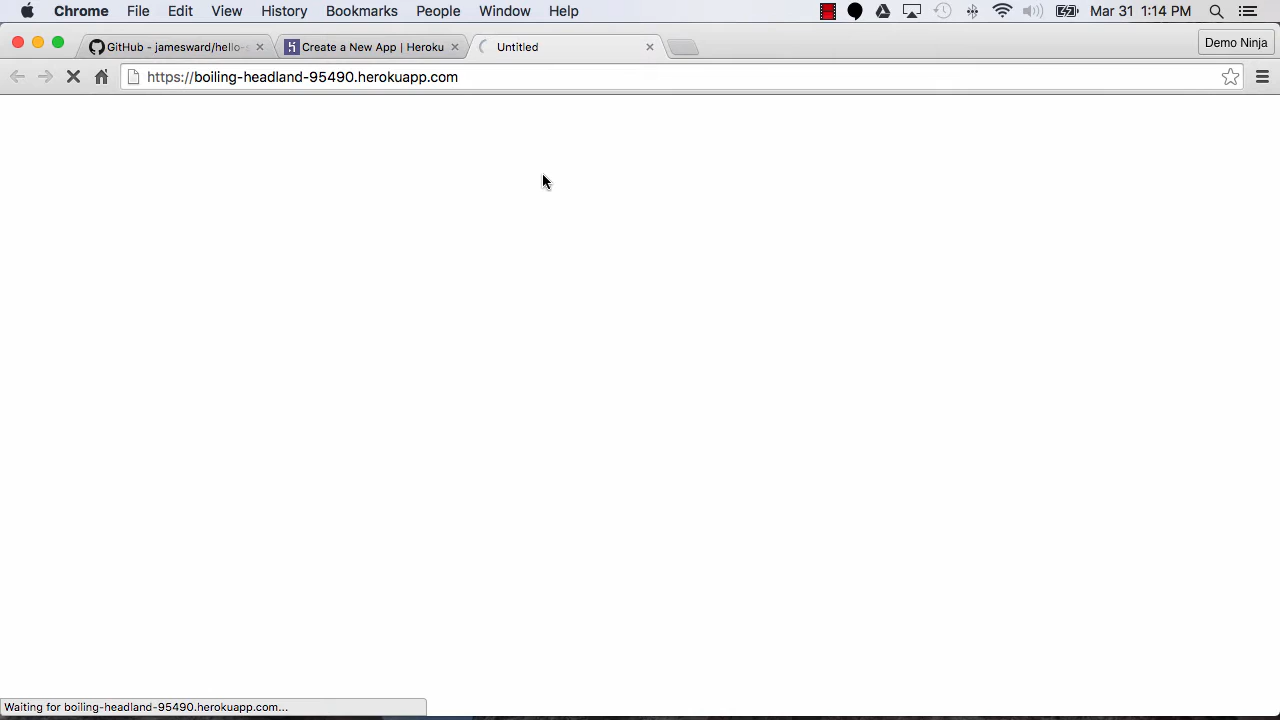 Chrome File Edit View History Bookmarks People Window Help Mar 31 1:14 PM
GitHub - jamesward/hello- Create a New App | Heroku Untitled Demo Ninja
https://boiling-headland-95490.herokuapp.com
Waiting for boiling-headland-95490.herokuapp.com...